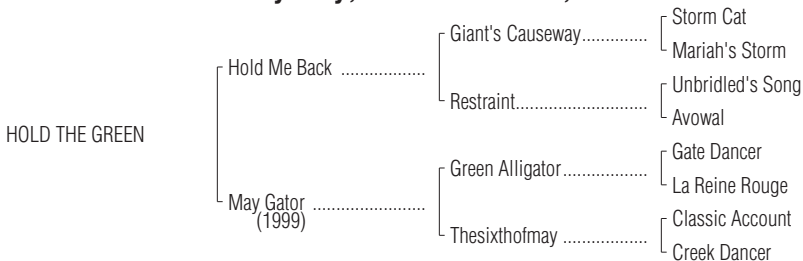 Storm Cat
Giant's Causeway.............
Mariah's Storm
Hold Me Back ..................
Unbridled's Song
Restraint..........................
Avowal
HOLD THE GREEN
Gate Dancer
Green Alligator.................
La Reine Rouge
May Gator ........................
(1999)
Classic Account
Thesixthofmay .................
Creek Dancer